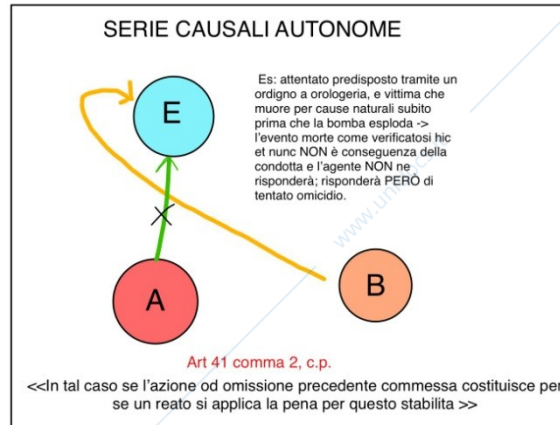 SERIE CAUSALI AUTONOME
Es: attentato predisposto tramite un
ordigno a orologeria, e vittima che
muore per cause naturali subito
prima che la bomba esploda ->
l'evento morte come verificatosi hic
et nunc NON è conseguenza della
condotta e l'agente NON ne
risponderà; risponderà PERÒ di
tentato omicidio.
E
A
B
Art 41 comma 2, c.p.
<<In tal caso se l'azione od omissione precedente commessa costituisce per
se un reato si applica la pena per questo stabilita >>